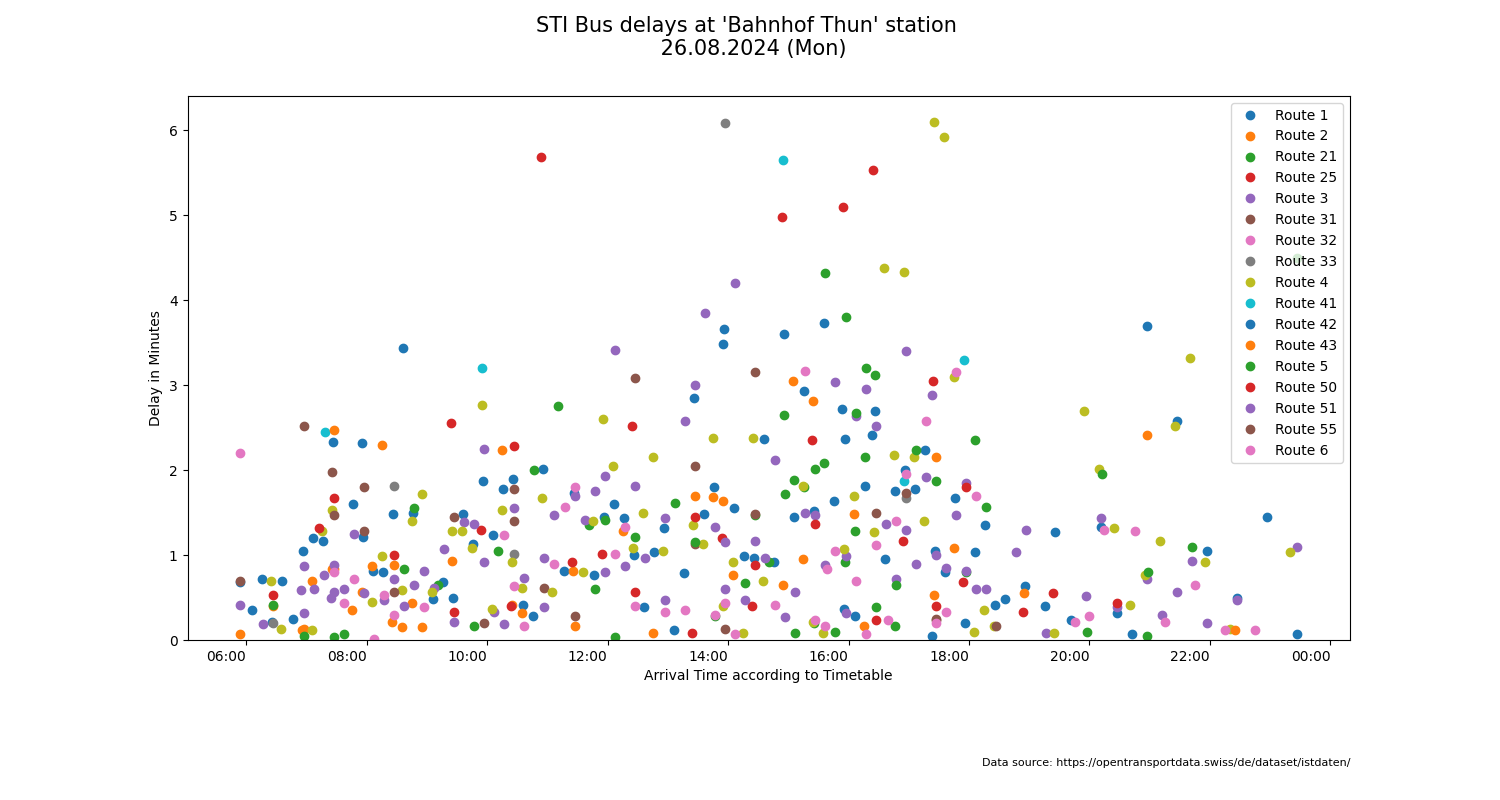 STI Bus delays at 'Bahnhof Thun' station
26.08.2024 (Mon)
Route 1
Route 2
Route 21
Route 25
Route 3
Route 31
Route 32
Route 33
Route 4
Route 41
Route 42
Route 43
Route 5
Route 50
Route 51
Route 55
Route 6
Delay in Minutes
6
5
4
3
2
1
0
06:00 08:00 10:00 12:00 14:00 16:00 18:00 20:00 22:00 00:00
Arrival Time according to Timetable
Data source: https://opentransportdata.swiss/de/dataset/istdaten/